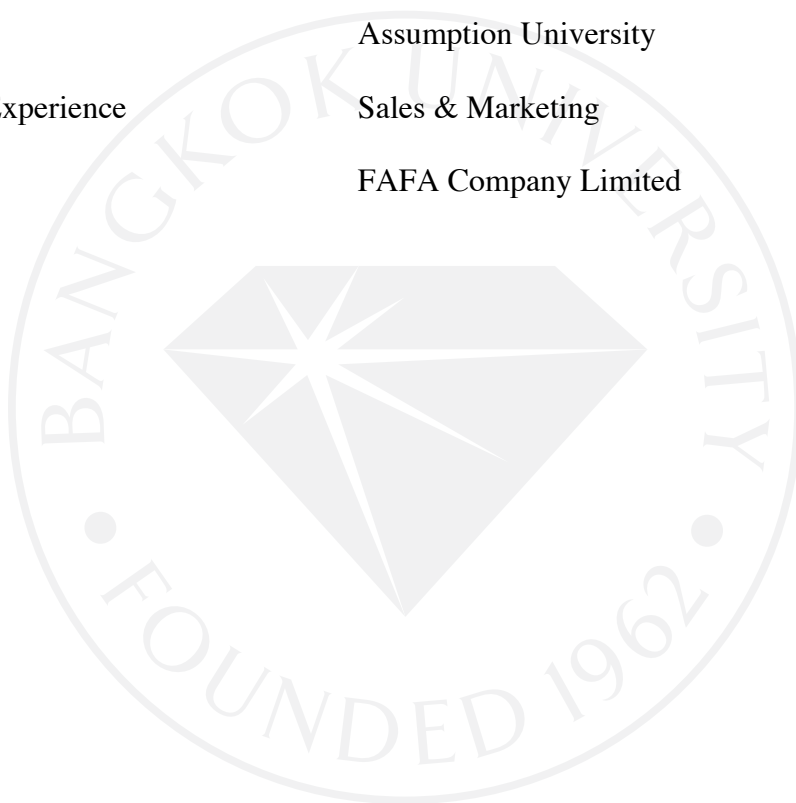 Assumption University
xperience Sales & Marketing
FAFA Company Limited
BANGKOK UNIVERSITY
• FOUNDED 1962 •